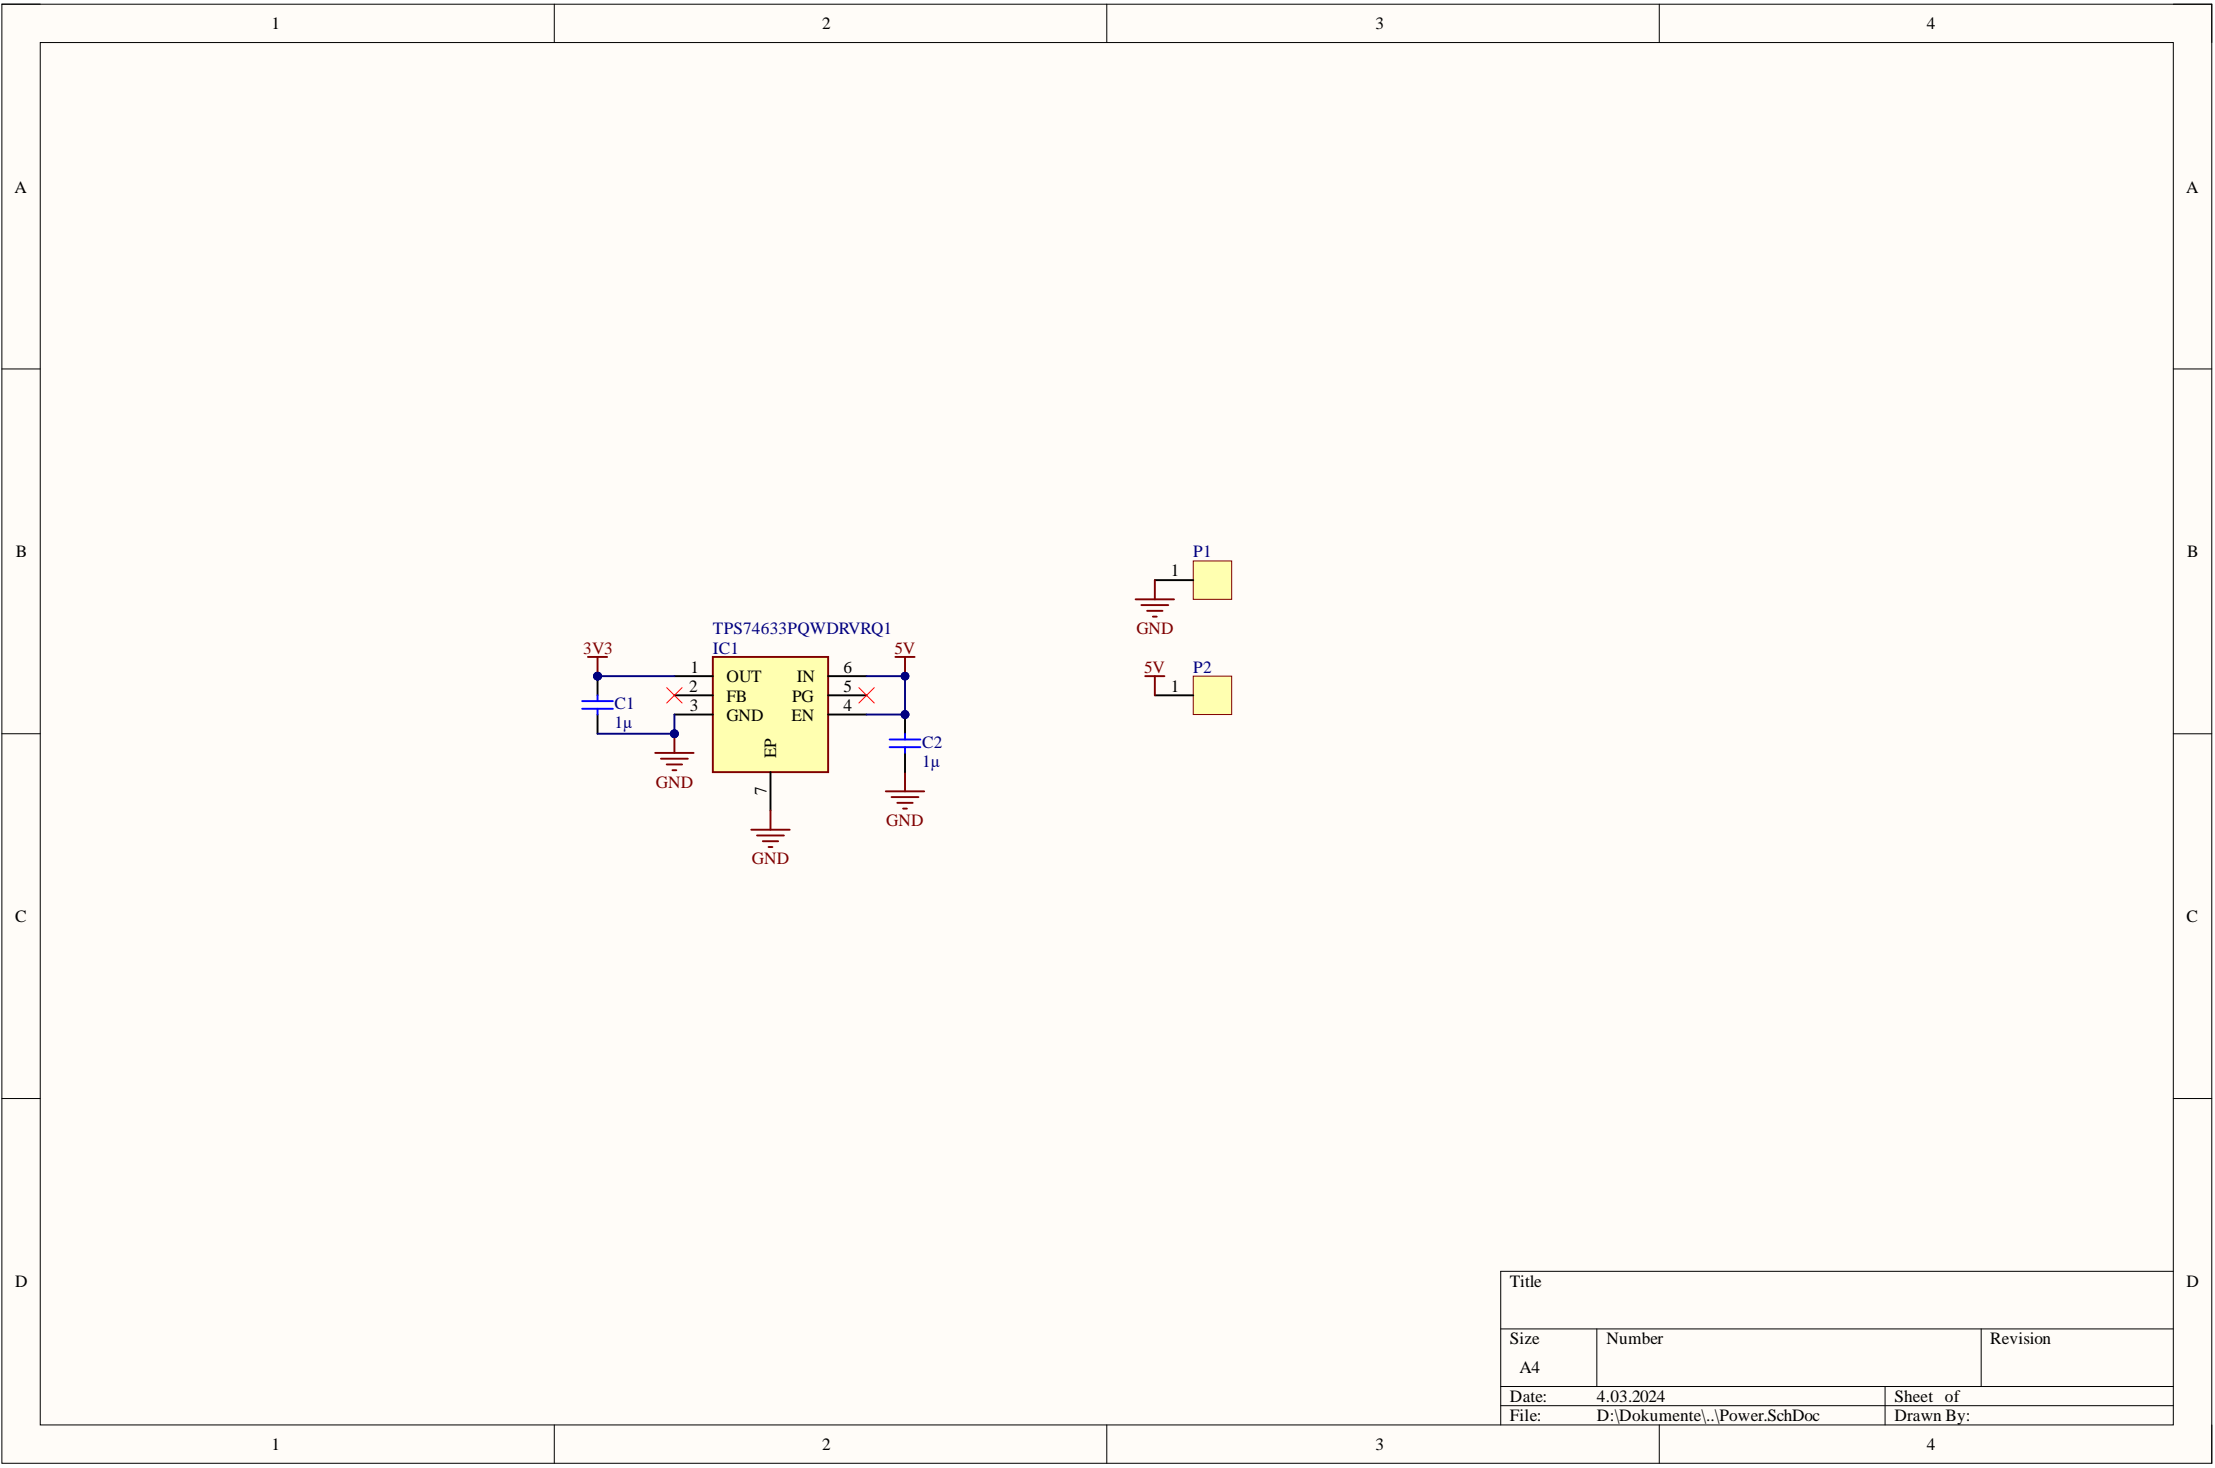 1 2 3 4
A A
B B
P1
1
GND
TPS74633PQWDRVRQ1
3V3 IC1 5V
5V P2
1 OUT IN 6
2 FB PG 5
1
C1 3 GND EN 4
1µ
EP
C2
1µ
GND
7
GND
GND
C C
D D
Title
Size Number Revision
A4
Date: 4.03.2024 Sheet of
File: D:\Dokumente\..\Power.SchDoc Drawn By:
1 2 3 4